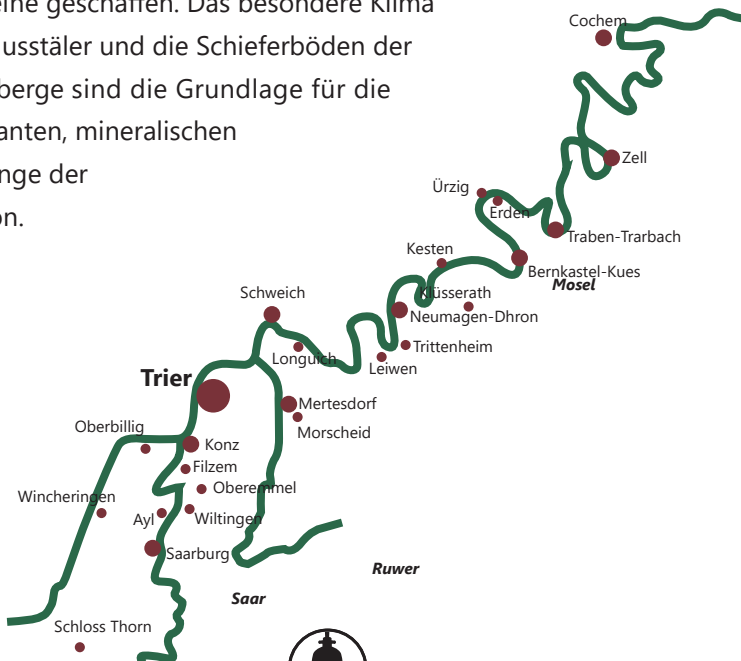 eine geschaffen. Das besondere Klima
usstäler und die Schieferböden der
berge sind die Grundlage für die
anten, mineralischen
nge der
on.
Cochem
Zell
Ürzig
Erden
Traben-Trarbach
Kesten
Bernkastel-Kues
Mosel
Schweich
Klüsserath
Neumagen-Dhron
Longuich
Trittenheim
Leiwen
Trier
Mertesdorf
Oberbillig
Morscheid
Konz
Filzem
Oberemmel
Wincheringen
Ayl
Wiltingen
Saarburg
Ruwer
Saar
Schloss Thorn